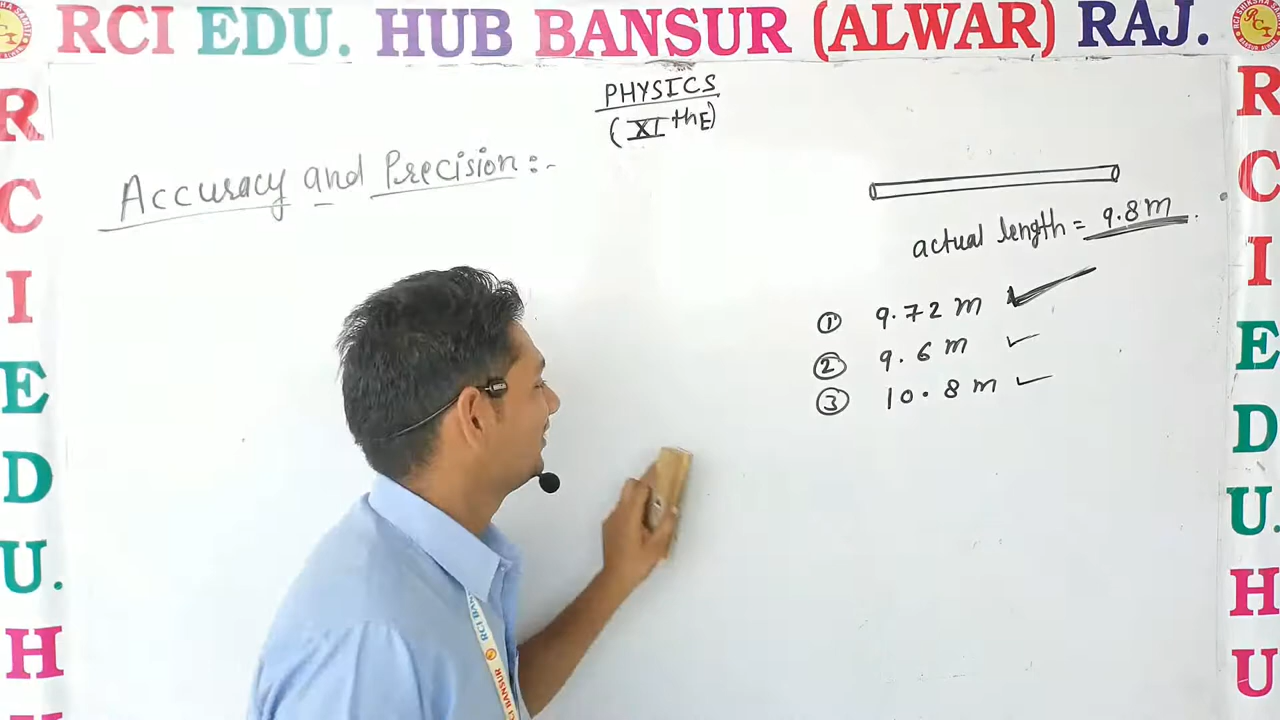 RCI EDU. HUB BANSUR (ALWAR) RAJ.
R
C
I
E
D
U.
H
PHYSICS
(XI thE)
Accuracy and Precision :-
actual length = 9.8m
① 9.72 m ✓
② 9.6 m ✓
③ 10.8 m ✓
RCI BANSUR
R
C
I
E
D
U.
H
U